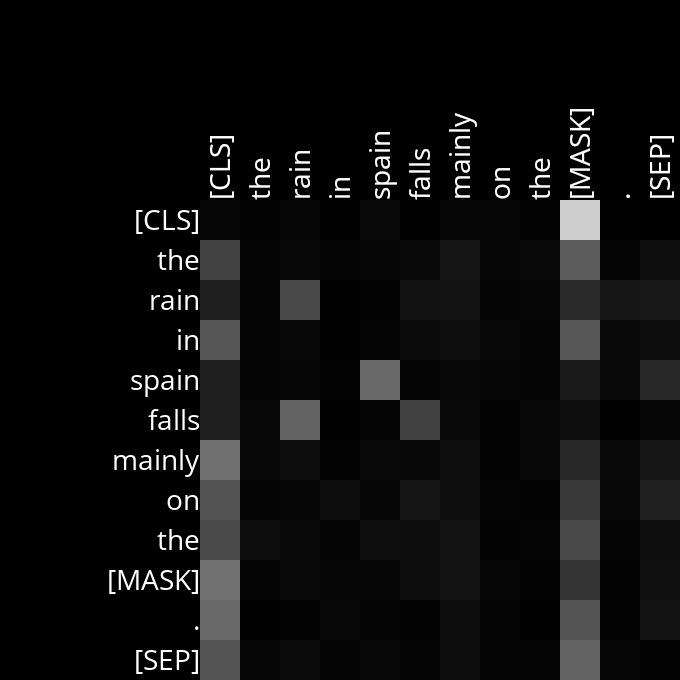 [CLS] the rain in spain falls mainly on the [MASK] . [SEP]
[CLS]
the
rain
in
spain
falls
mainly
on
the
[MASK]
.
[SEP]